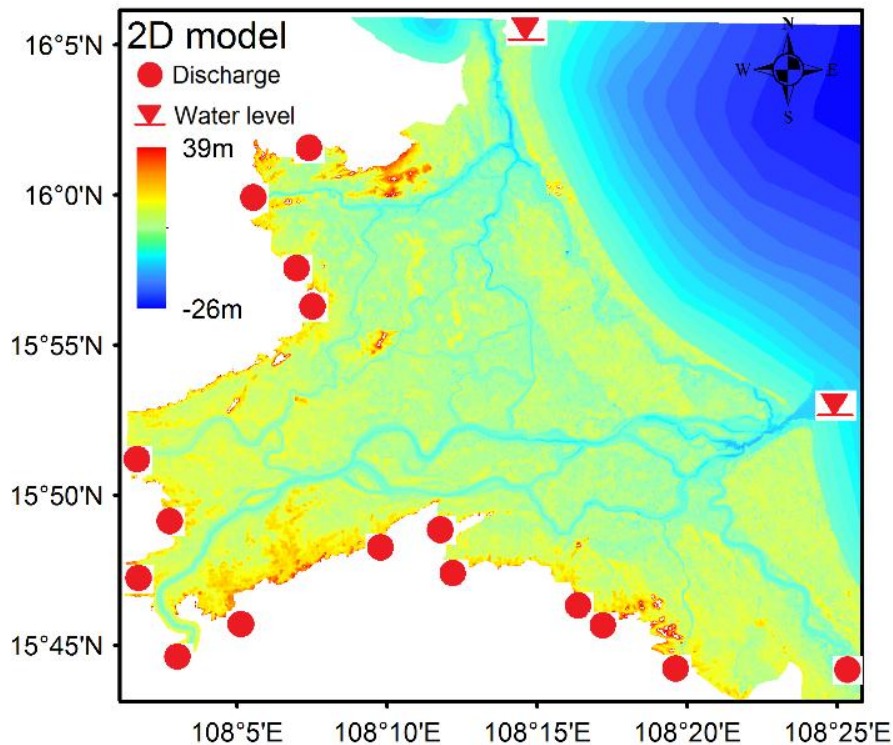 2D model
Discharge
Water level
39m
-26m
N
W E
S
16°5'N
16°0'N
15°55'N
15°50'N
15°45'N
108°5'E 108°10'E 108°15'E 108°20'E 108°25'E